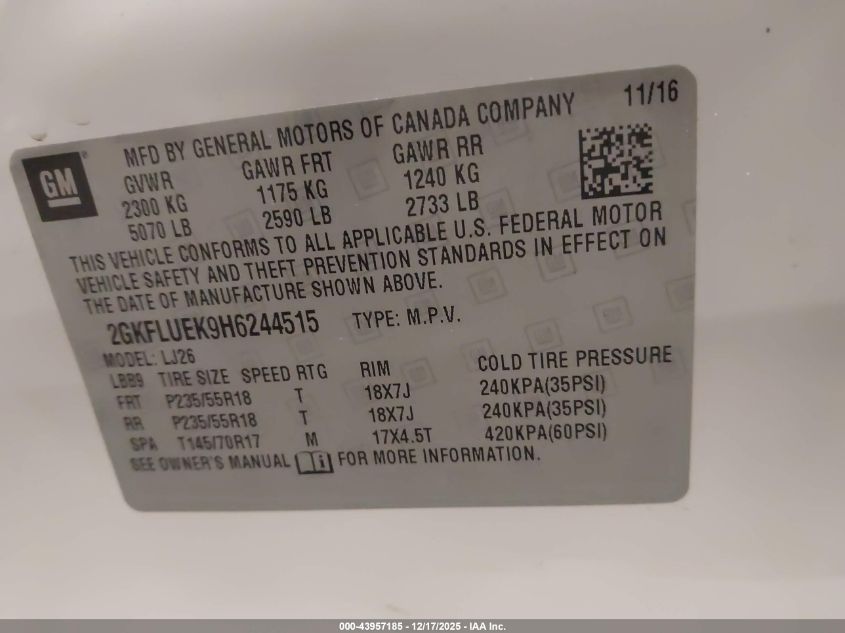 GM
MFD BY GENERAL MOTORS OF CANADA COMPANY 11/16
GVWR GAWR FRT GAWR RR
2300 KG 1175 KG 1240 KG
5070 LB 2590 LB 2733 LB
THIS VEHICLE CONFORMS TO ALL APPLICABLE U.S. FEDERAL MOTOR
VEHICLE SAFETY AND THEFT PREVENTION STANDARDS IN EFFECT ON
THE DATE OF MANUFACTURE SHOWN ABOVE.
2GKFLUEK9H6244515 TYPE: M.P.V.
MODEL: LJ26
LBB9 TIRE SIZE SPEED RTG RIM COLD TIRE PRESSURE
FRT P235/55R18 T 18X7J 240KPA(35PSI)
RR P235/55R18 T 18X7J 240KPA(35PSI)
SPA T145/70R17 M 17X4.5T 420KPA(60PSI)
SEE OWNER'S MANUAL i FOR MORE INFORMATION.
000-43957185 - 12/17/2025 - IAA Inc.